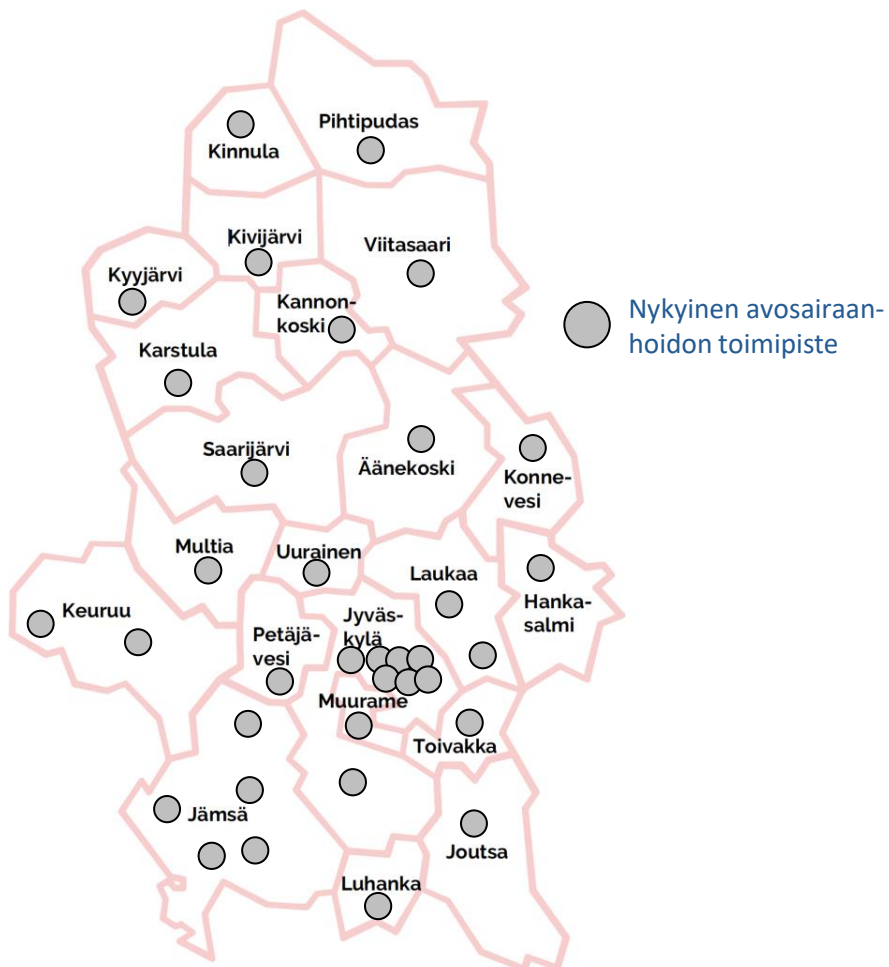 Pihtipudas
Kinnula
Kivijärvi
Viitasaari
Kyyjärvi
Kannon-
koski
Nykyinen avosairaan-
hoidon toimipiste
Karstula
Saarijärvi
Äänekoski
Konne-
vesi
Multia
Uurainen
Laukaa
Hanka-
salmi
Keuruu
Jyväs-
kylä
Petäjä-
vesi
Muurame
Toivakka
Jämsä
Joutsa
Luhanka